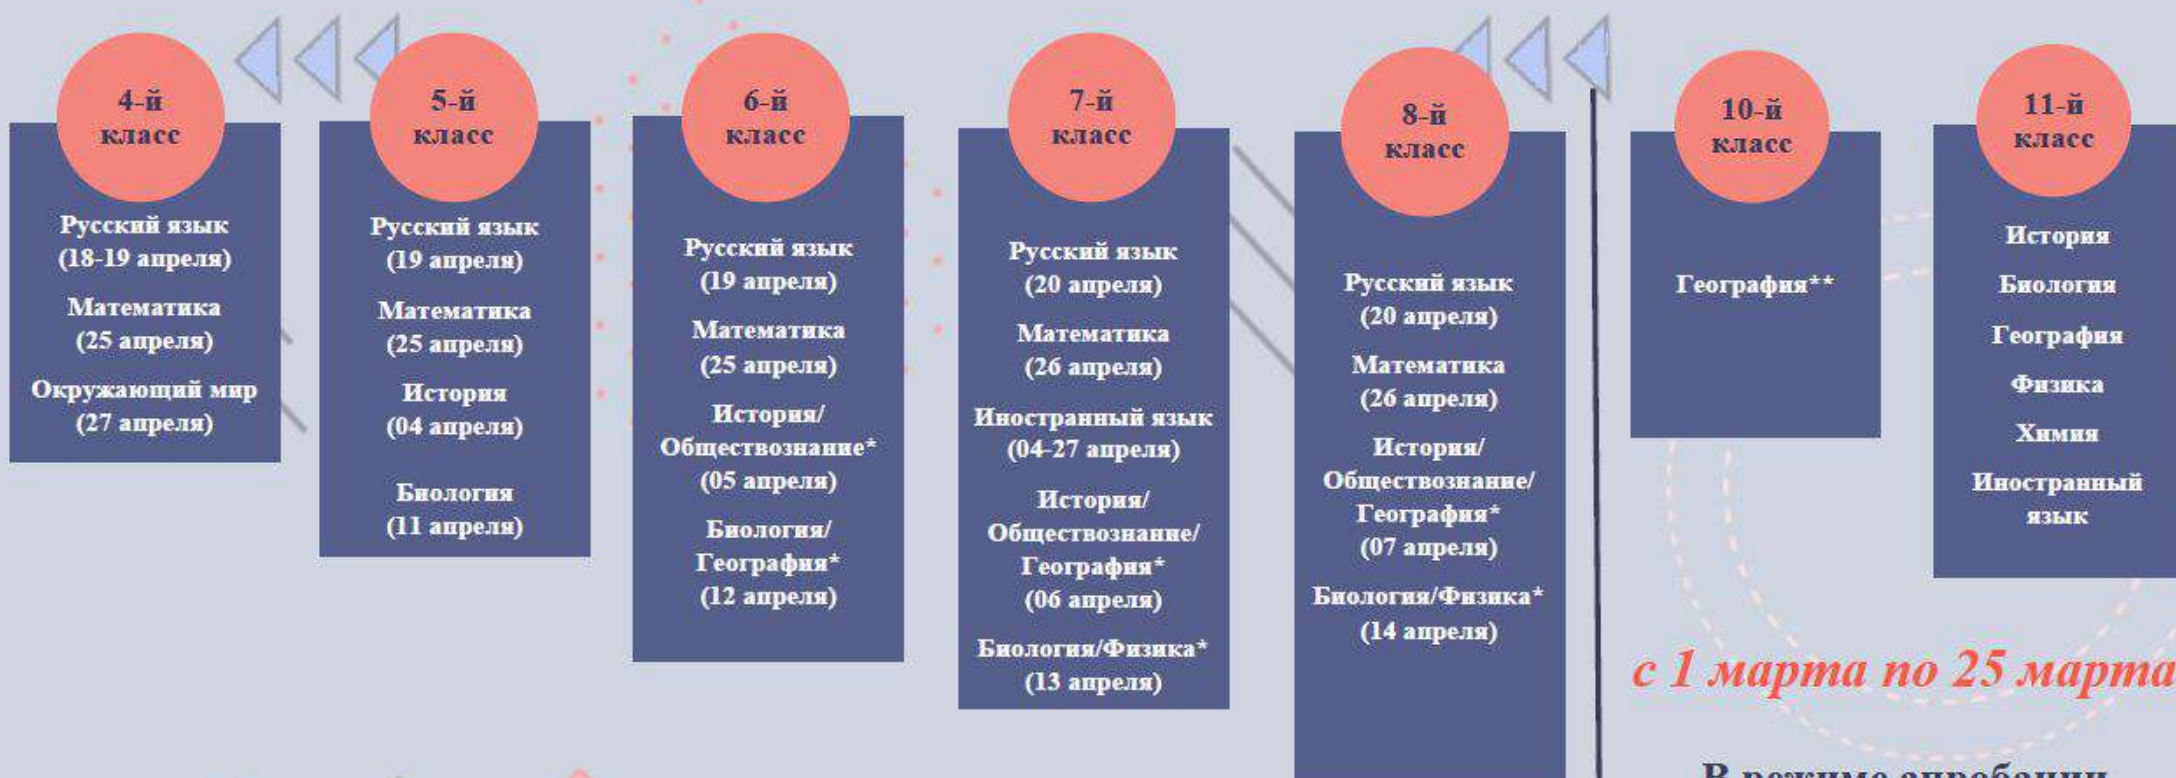 4-й
класс
Русский язык
(18-19 апреля)
Математика
(25 апреля)
Окружающий мир
(27 апреля)
5-й
класс
Русский язык
(19 апреля)
Математика
(25 апреля)
История
(04 апреля)
Биология
(11 апреля)
6-й
класс
Русский язык
(19 апреля)
Математика
(25 апреля)
История/
Обществознание*
(05 апреля)
Биология/
География*
(12 апреля)
7-й
класс
Русский язык
(20 апреля)
Математика
(26 апреля)
Иностранный язык
(04-27 апреля)
История/
Обществознание/
География*
(06 апреля)
Биология/Физика*
(13 апреля)
8-й
класс
Русский язык
(20 апреля)
Математика
(26 апреля)
История/
Обществознание/
География*
(07 апреля)
Биология/Физика*
(14 апреля)
10-й
класс
География**
11-й
класс
История
Биология
География
Физика
Химия
Иностранный
язык
с 1 марта по 25 марта
В режиме апробации